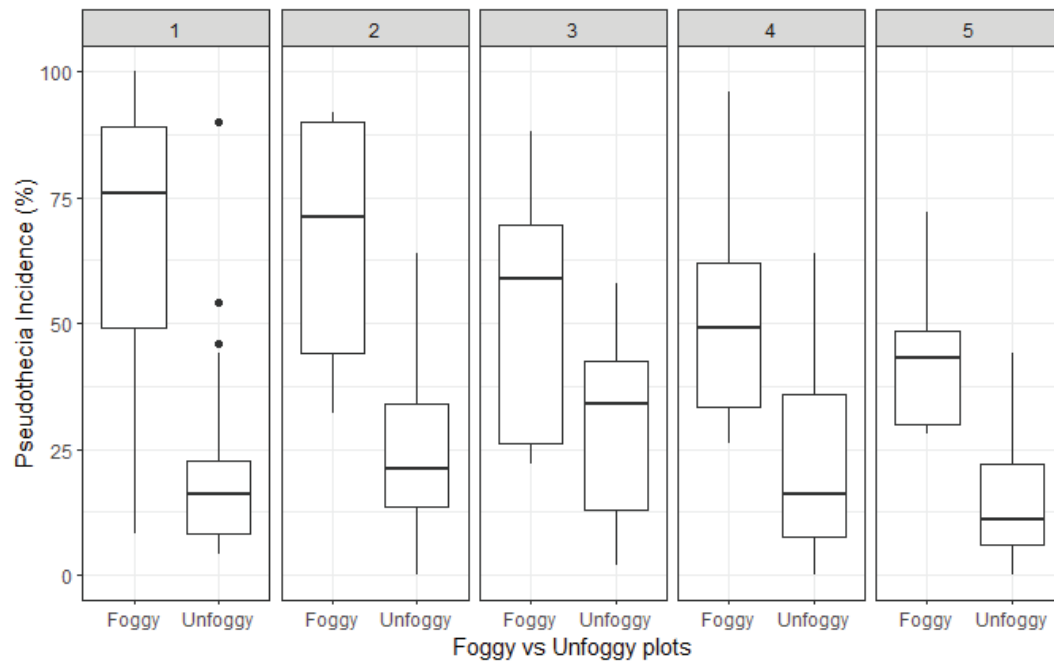 1 2 3 4 5
Pseudothecia Incidence (%)
100
75
50
25
0
Foggy Unfoggy Foggy Unfoggy Foggy Unfoggy Foggy Unfoggy Foggy Unfoggy
Foggy vs Unfoggy plots